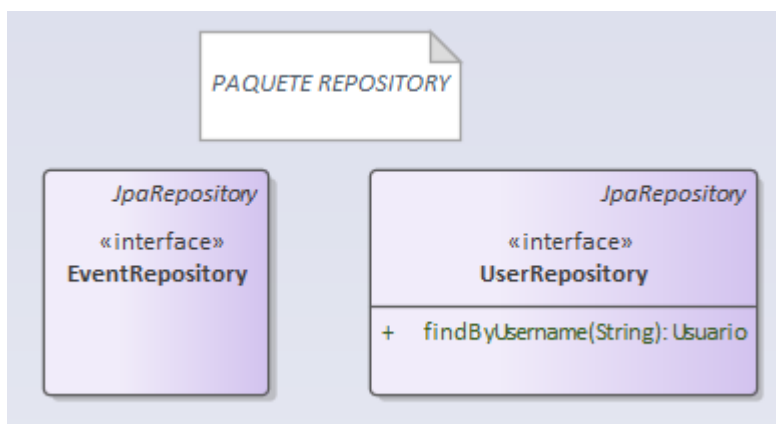 PAQUETE REPOSITORY
JpaRepository
«interface»
EventRepository
JpaRepository
«interface»
UserRepository
+ findByUsername(String): Usuario